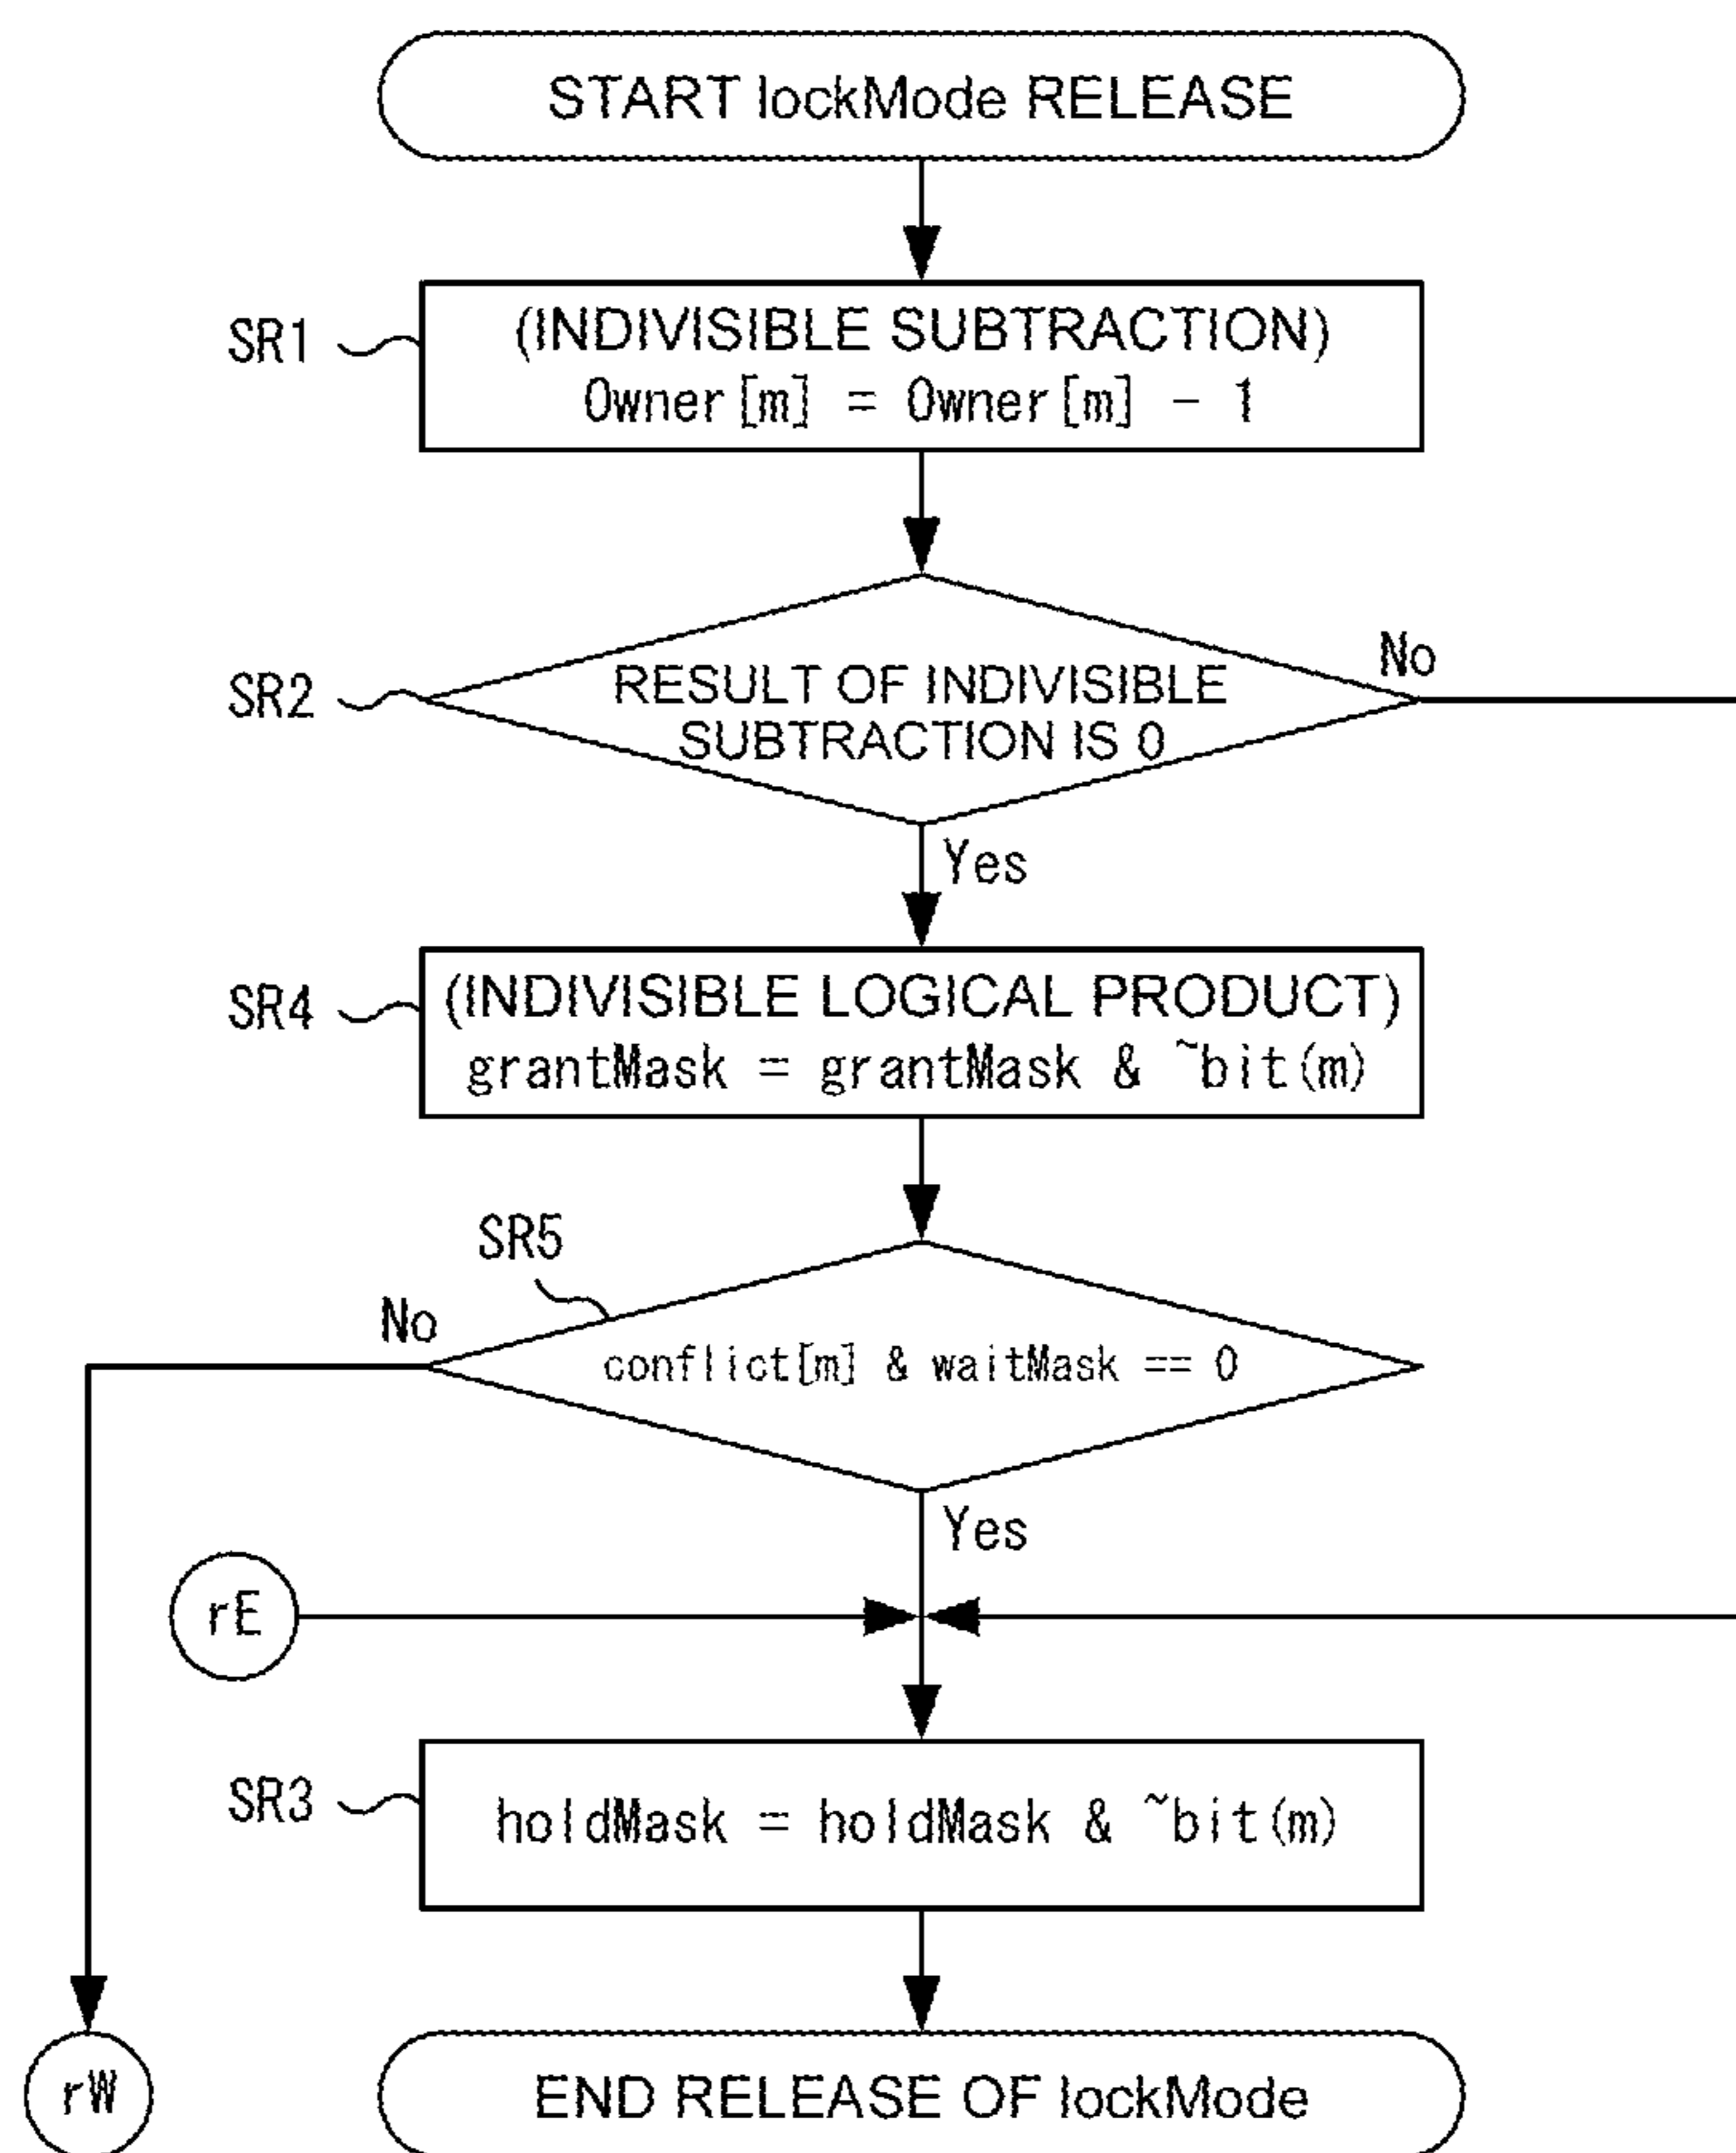 START lockMode RELEASE
SR1
(INDIVISIBLE SUBTRACTION)
Owner[m] = Owner[m] - 1
SR2
RESULT OF INDIVISIBLE
SUBTRACTION IS 0
No
Yes
SR4
(INDIVISIBLE LOGICAL PRODUCT)
grantMask = grantMask & ~bit(m)
SR5
No
conflict[m] & waitMask == 0
Yes
rE
SR3
holdMask = holdMask & ~bit(m)
rW
END RELEASE OF lockMode